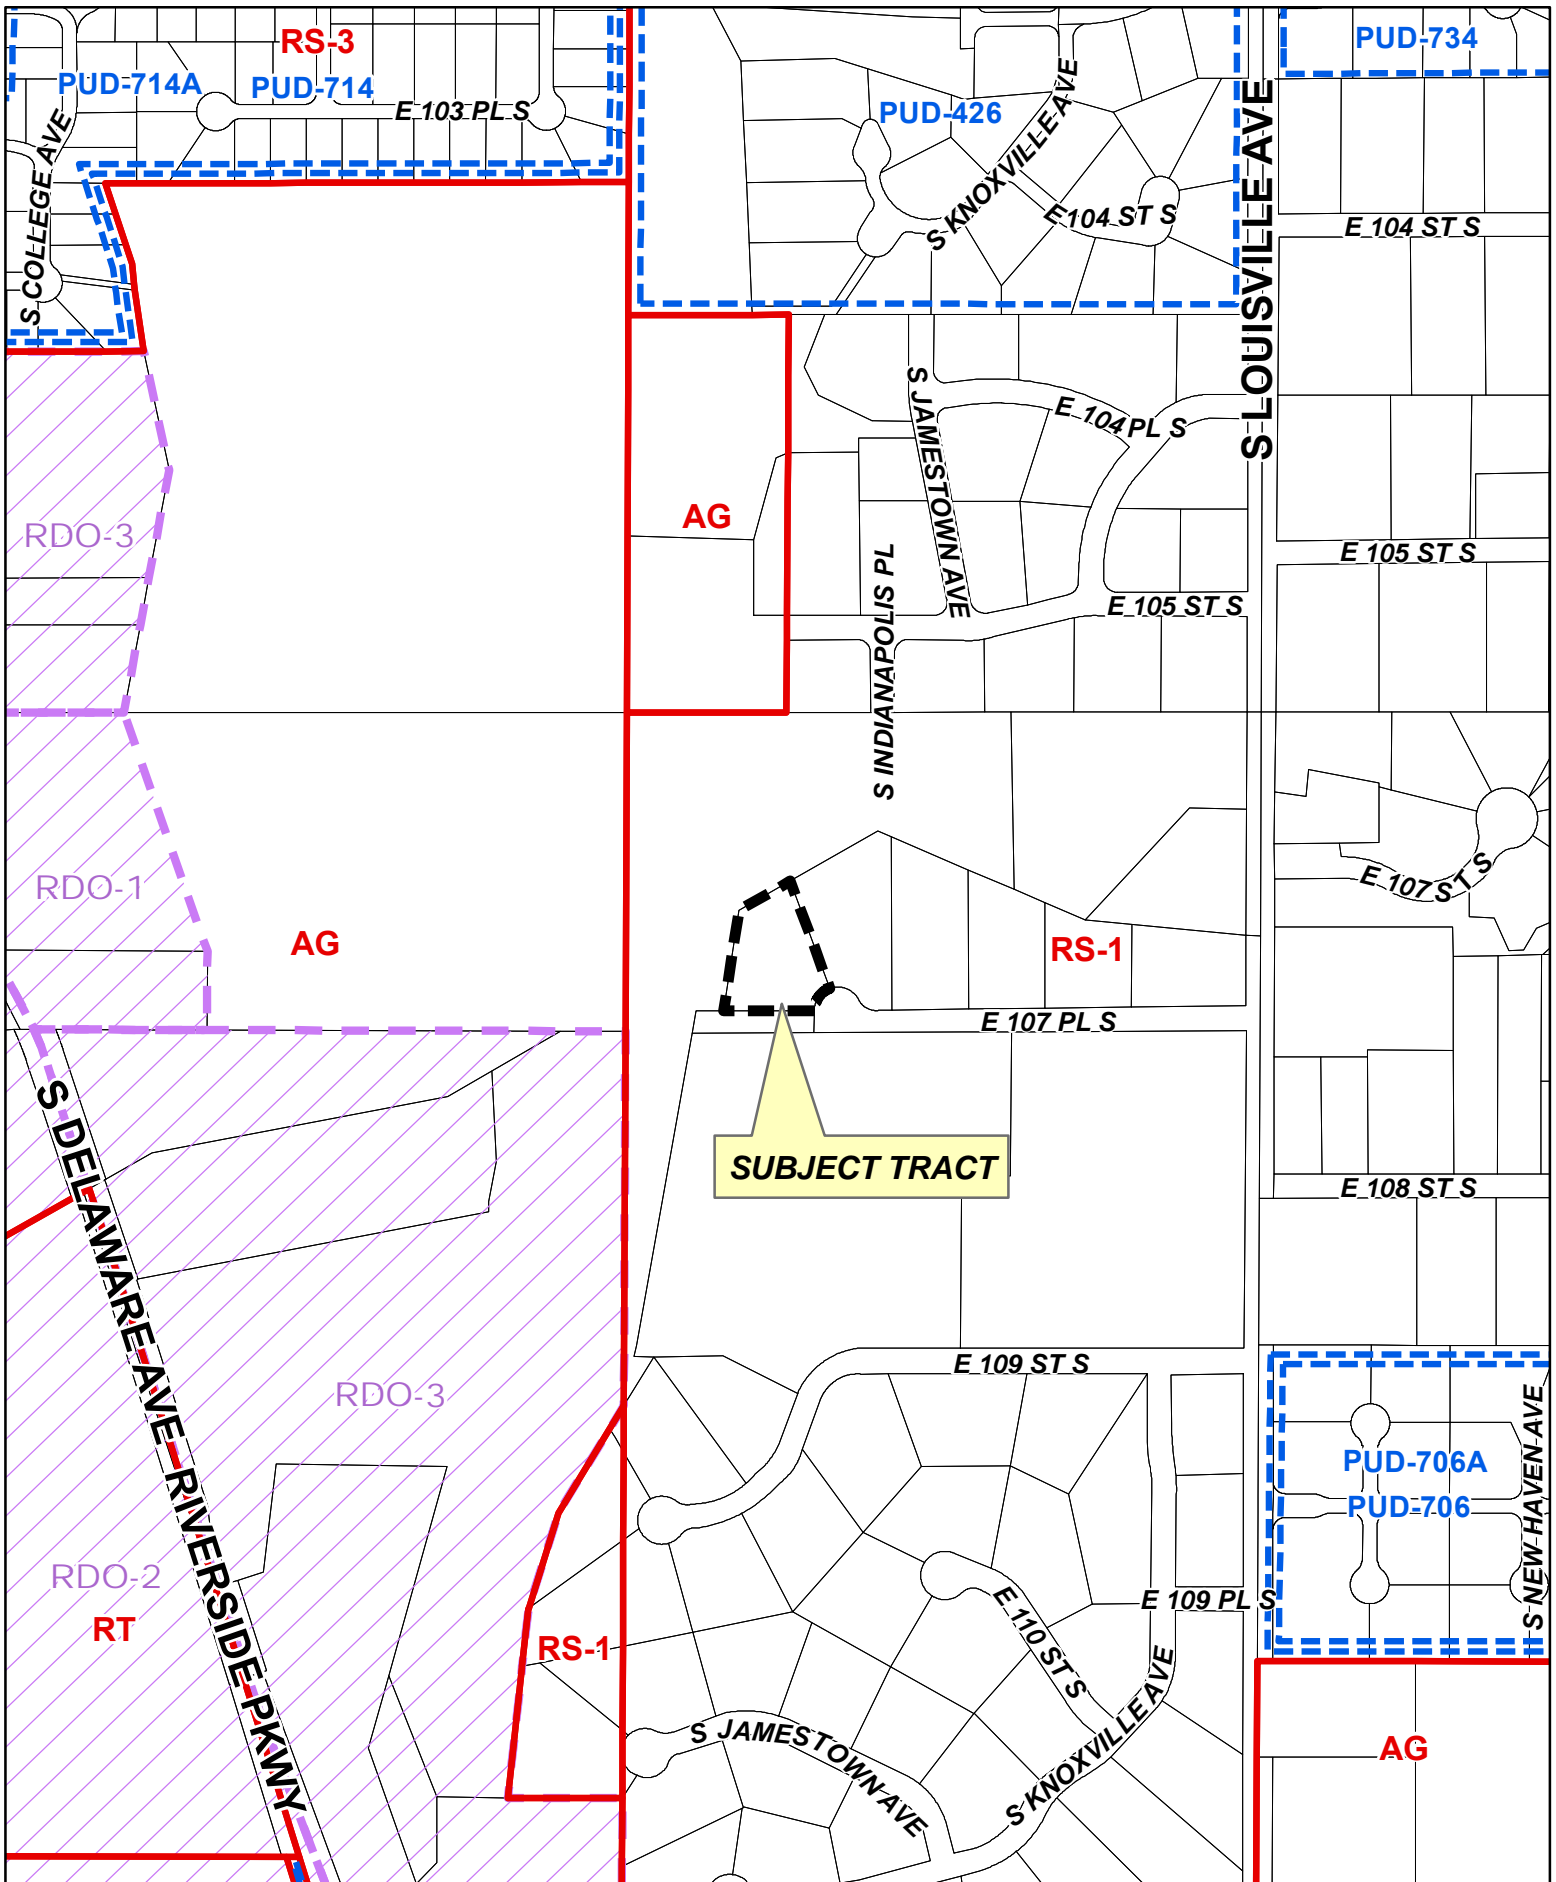 RS-3
PUD-734
PUD-714A
PUD-714
E 103 PL S
PUD-426
S KNOXVILLE AVE
S COLLEGE AVE
E 104 ST S
E 104 ST S
S LOUISVILLE AVE
S JAMESTOWN AVE
E 104 PL S
AG
RDO-3
E 105 ST S
E 105 ST S
S INDIANAPOLIS PL
E 107 ST S
RDO-1
AG
RS-1
E 107 PL S
SUBJECT TRACT
E 108 ST S
S DELAWARE AVE-RIVERSIDE PKWY
E 109 ST S
RDO-3
PUD-706A
PUD-706
S NEW HAVEN AVE
RDO-2
RT
E 109 PL S
E 110 ST S
RS-1
S JAMESTOWN AVE
S KNOXVILLE AVE
AG